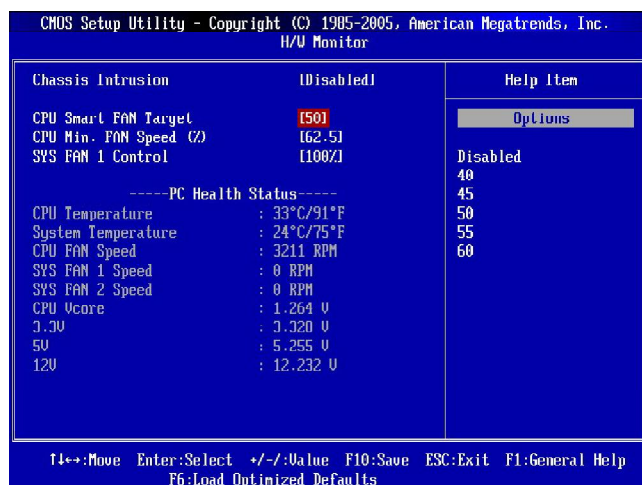 CMOS Setup Utility - Copyright (C) 1985-2005, American Megatrends, Inc.
H/W Monitor
Chassis Intrusion [Disabled]
CPU Smart FAN Target [50]
CPU Min. FAN Speed (%) [62.5]
SYS FAN 1 Control [100%]
-----PC Health Status-----
CPU Temperature : 33°C/91°F
System Temperature : 24°C/75°F
CPU FAN Speed : 3211 RPM
SYS FAN 1 Speed : 0 RPM
SYS FAN 2 Speed : 0 RPM
CPU Vcore : 1.264 V
3.3V : 3.320 V
5V : 5.255 V
12V : 12.232 V
Help Item
Options
Disabled
40
45
50
55
60
↑↓←→:Move Enter:Select +/-/:Value F10:Save ESC:Exit F1:General Help
F6:Load Optimized Defaults